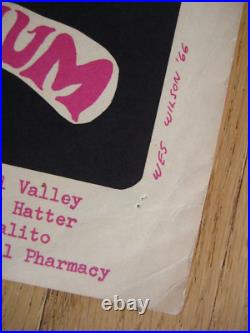 UM
WES WILSON '66
l Valley
Hatter
alito
l Pharmacy